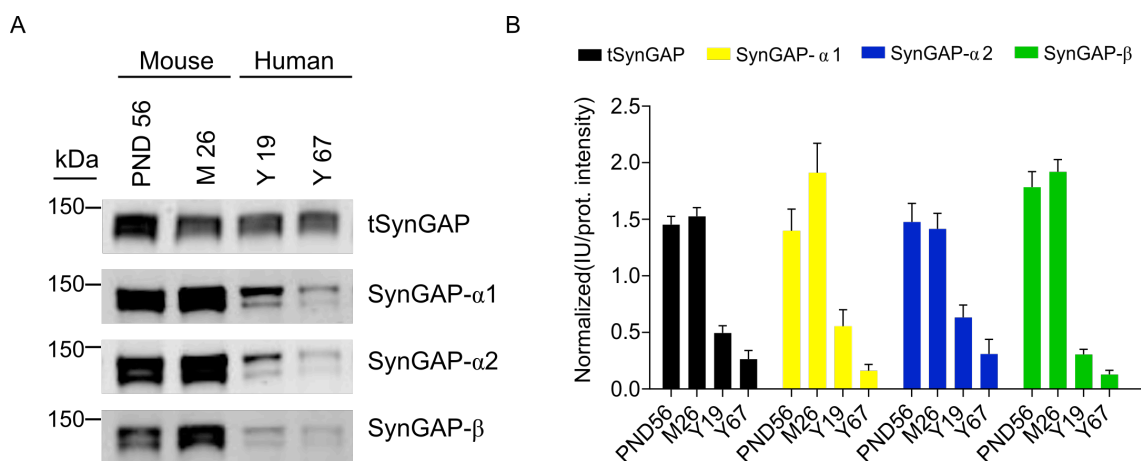 A
Mouse Human
kDa
PND 56
M 26
Y 19
Y 67
150
tSynGAP
150
SynGAP-α1
150
SynGAP-α2
150
SynGAP-β
B
tSynGAP SynGAP- α1 SynGAP-α2 SynGAP-β
Normalized(IU/prot. intensity)
2.5
2.0
1.5
1.0
0.5
0.0
PND56 M26 Y19 Y67 PND56 M26 Y19 Y67 PND56 M26 Y19 Y67 PND56 M26 Y19 Y67